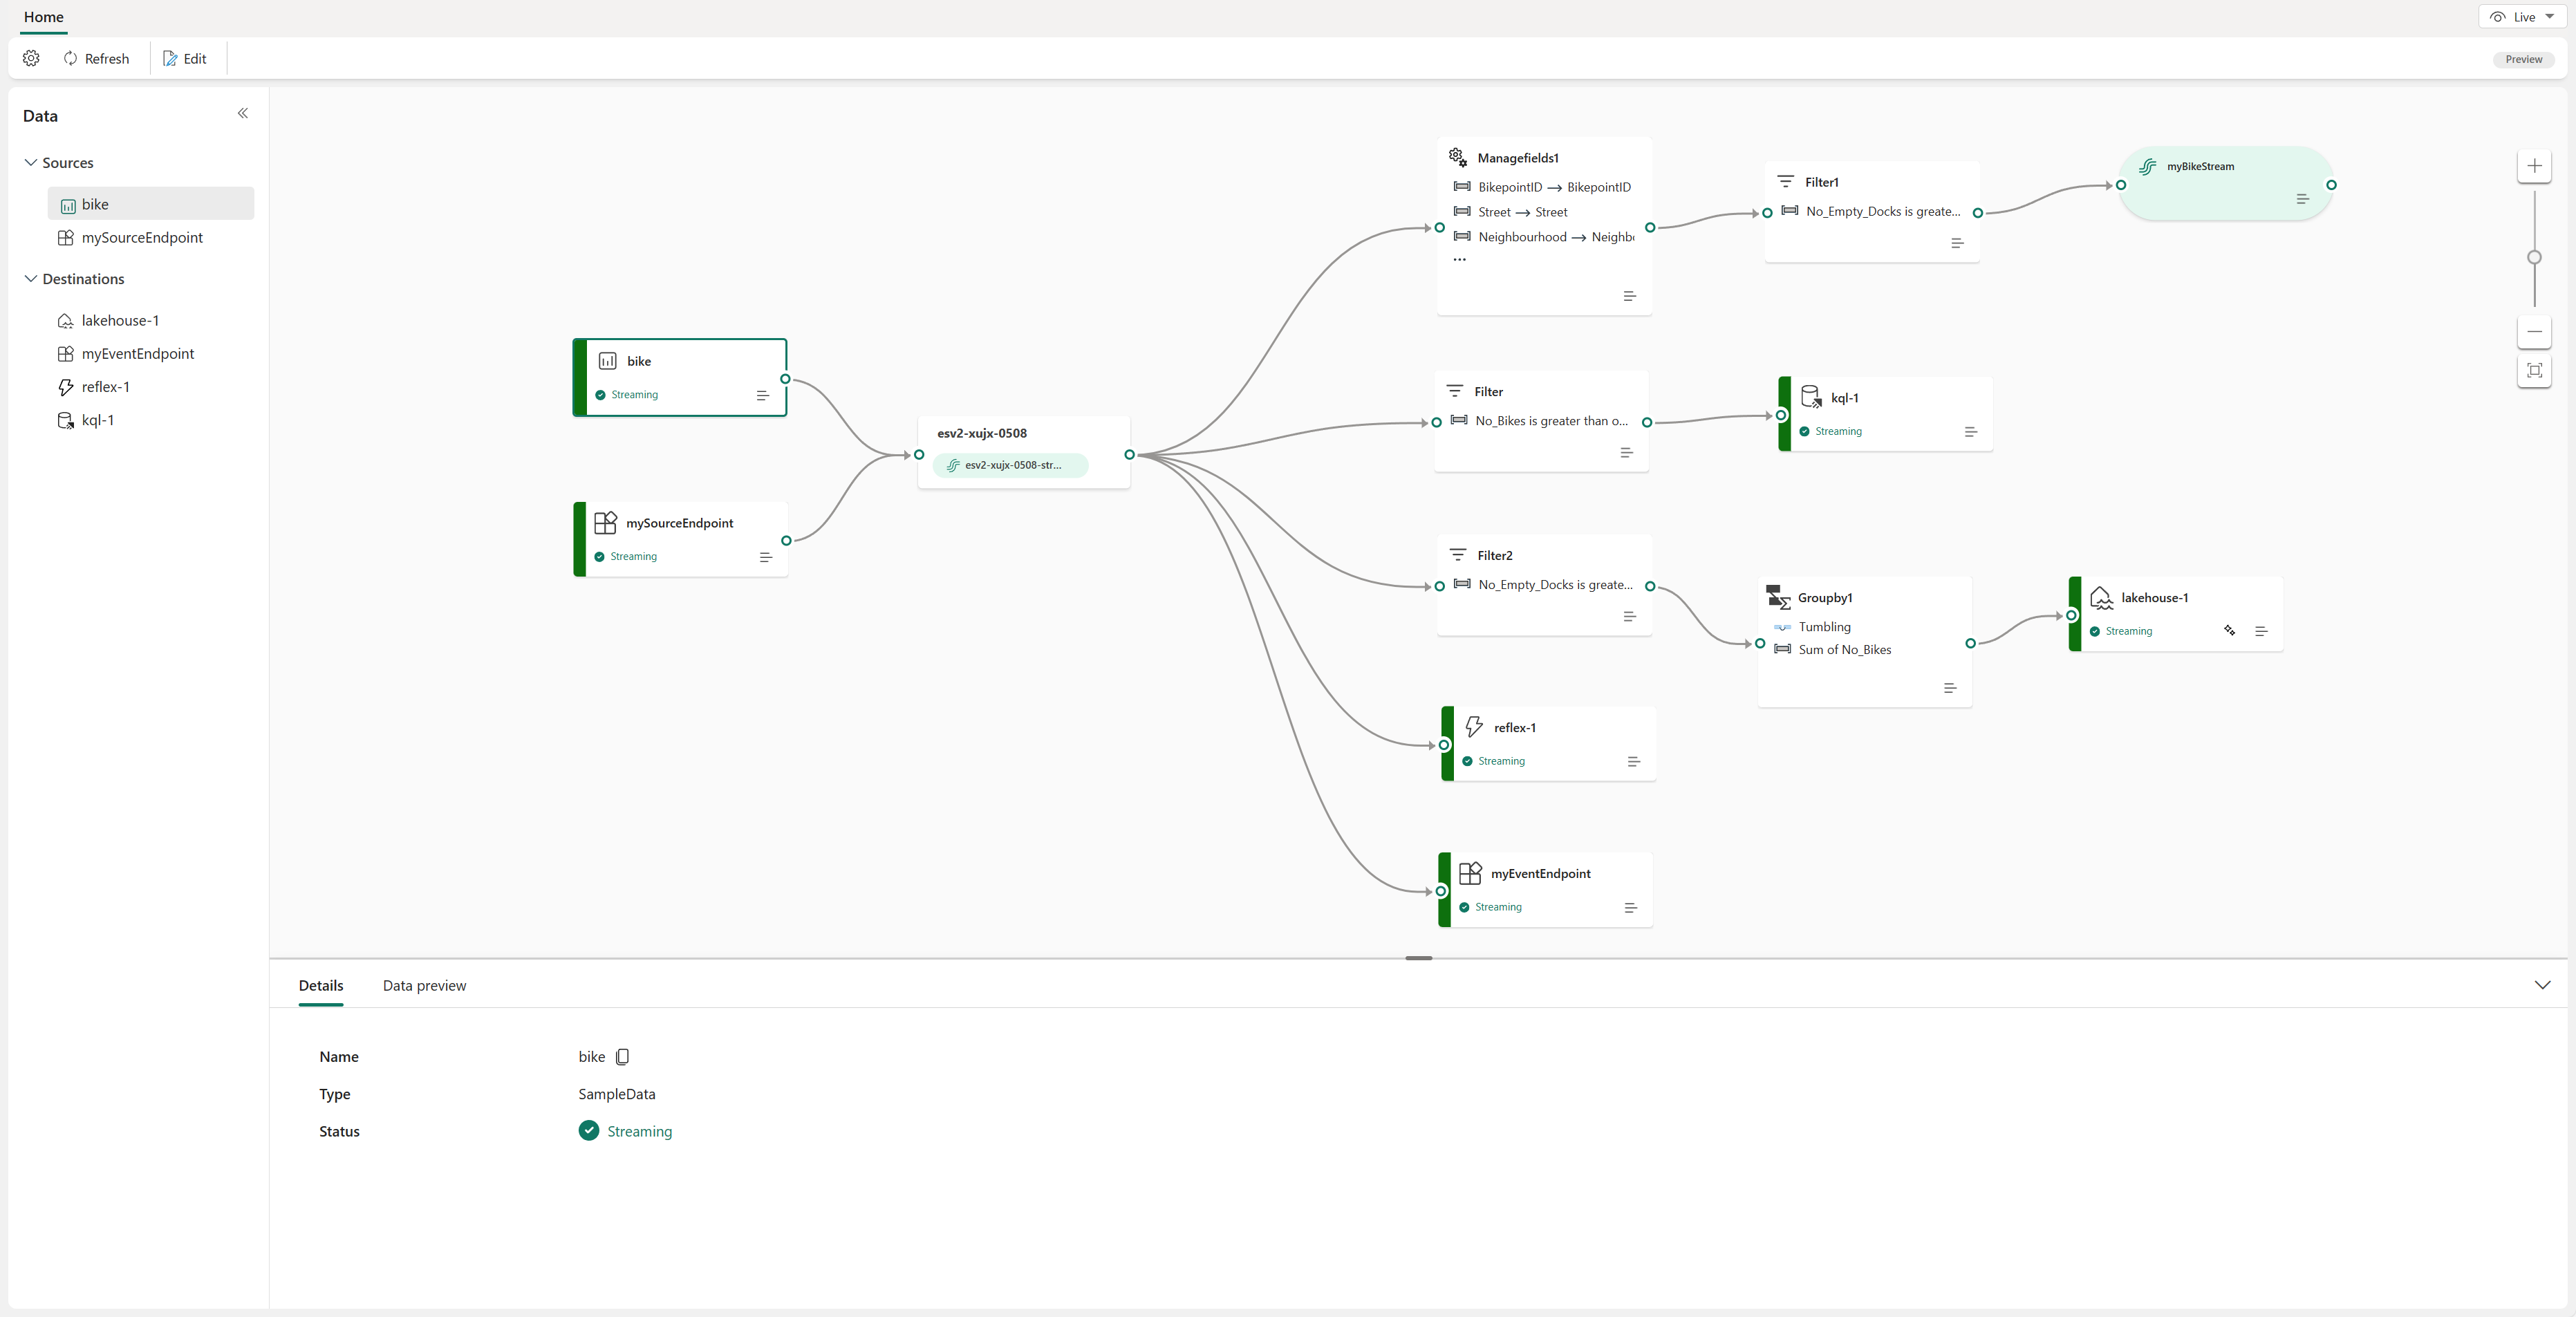 Home
Live
Refresh
Edit
Preview
Data
Sources
bike
mySourceEndpoint
Destinations
lakehouse-1
myEventEndpoint
reflex-1
kql-1
bike
Streaming
mySourceEndpoint
Streaming
esv2-xujx-0508
esv2-xujx-0508-str...
Managefields1
BikepointID → BikepointID
Street → Street
Neighbourhood → Neighb
...
Filter1
No_Empty_Docks is greate...
myBikeStream
Filter
No_Bikes is greater than o...
kql-1
Streaming
Filter2
No_Empty_Docks is greate...
Groupby1
Tumbling
Sum of No_Bikes
lakehouse-1
Streaming
reflex-1
Streaming
myEventEndpoint
Streaming
Details
Data preview
Name
bike
Type
SampleData
Status
Streaming